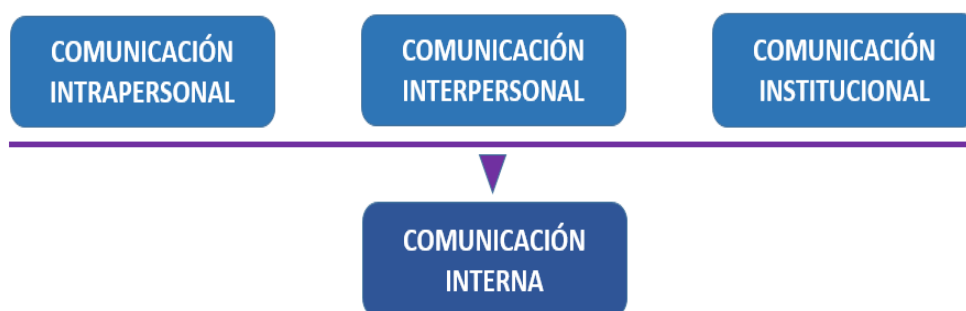 COMUNICACIÓN
INTRAPERSONAL
COMUNICACIÓN
INTERPERSONAL
COMUNICACIÓN
INSTITUCIONAL
COMUNICACIÓN
INTERNA